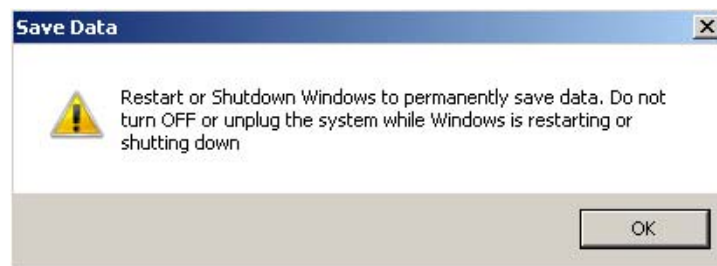 Save Data
Restart or Shutdown Windows to permanently save data. Do not
turn OFF or unplug the system while Windows is restarting or
shutting down
OK